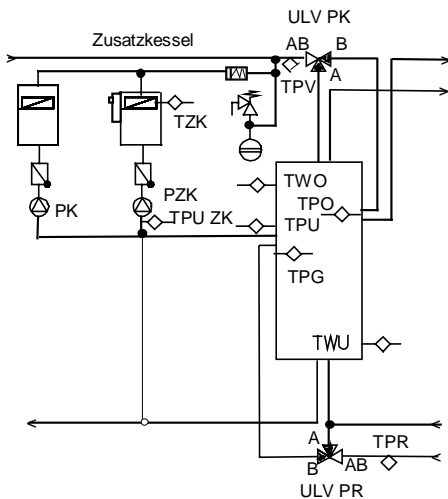 ULV PK
Zusatzkessel
AB
B
TPV
A
TZK
TWO
PZK
TPO
PK
TPU ZK
TPU
TPG
TWU
A
TPR
B
AB
ULV PR